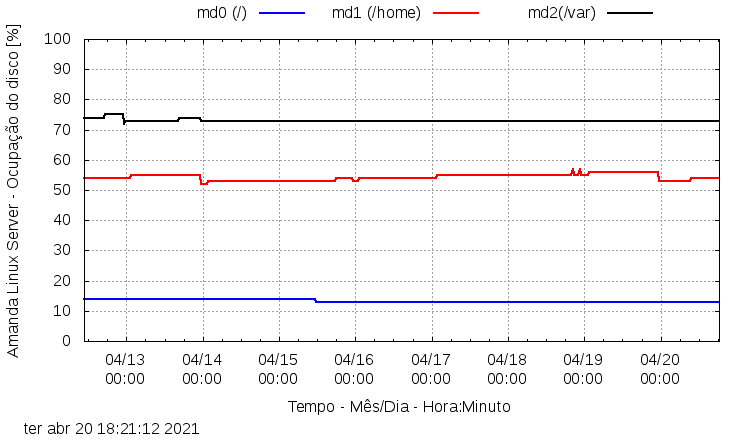 md0 (/) md1 (/home) md2(/var)
Amanda Linux Server - Ocupação do disco [%]
100
90
80
70
60
50
40
30
20
10
0
04/13 04/14 04/15 04/16 04/17 04/18 04/19 04/20
00:00 00:00 00:00 00:00 00:00 00:00 00:00 00:00
Tempo - Mês/Dia - Hora:Minuto
ter abr 20 18:21:12 2021